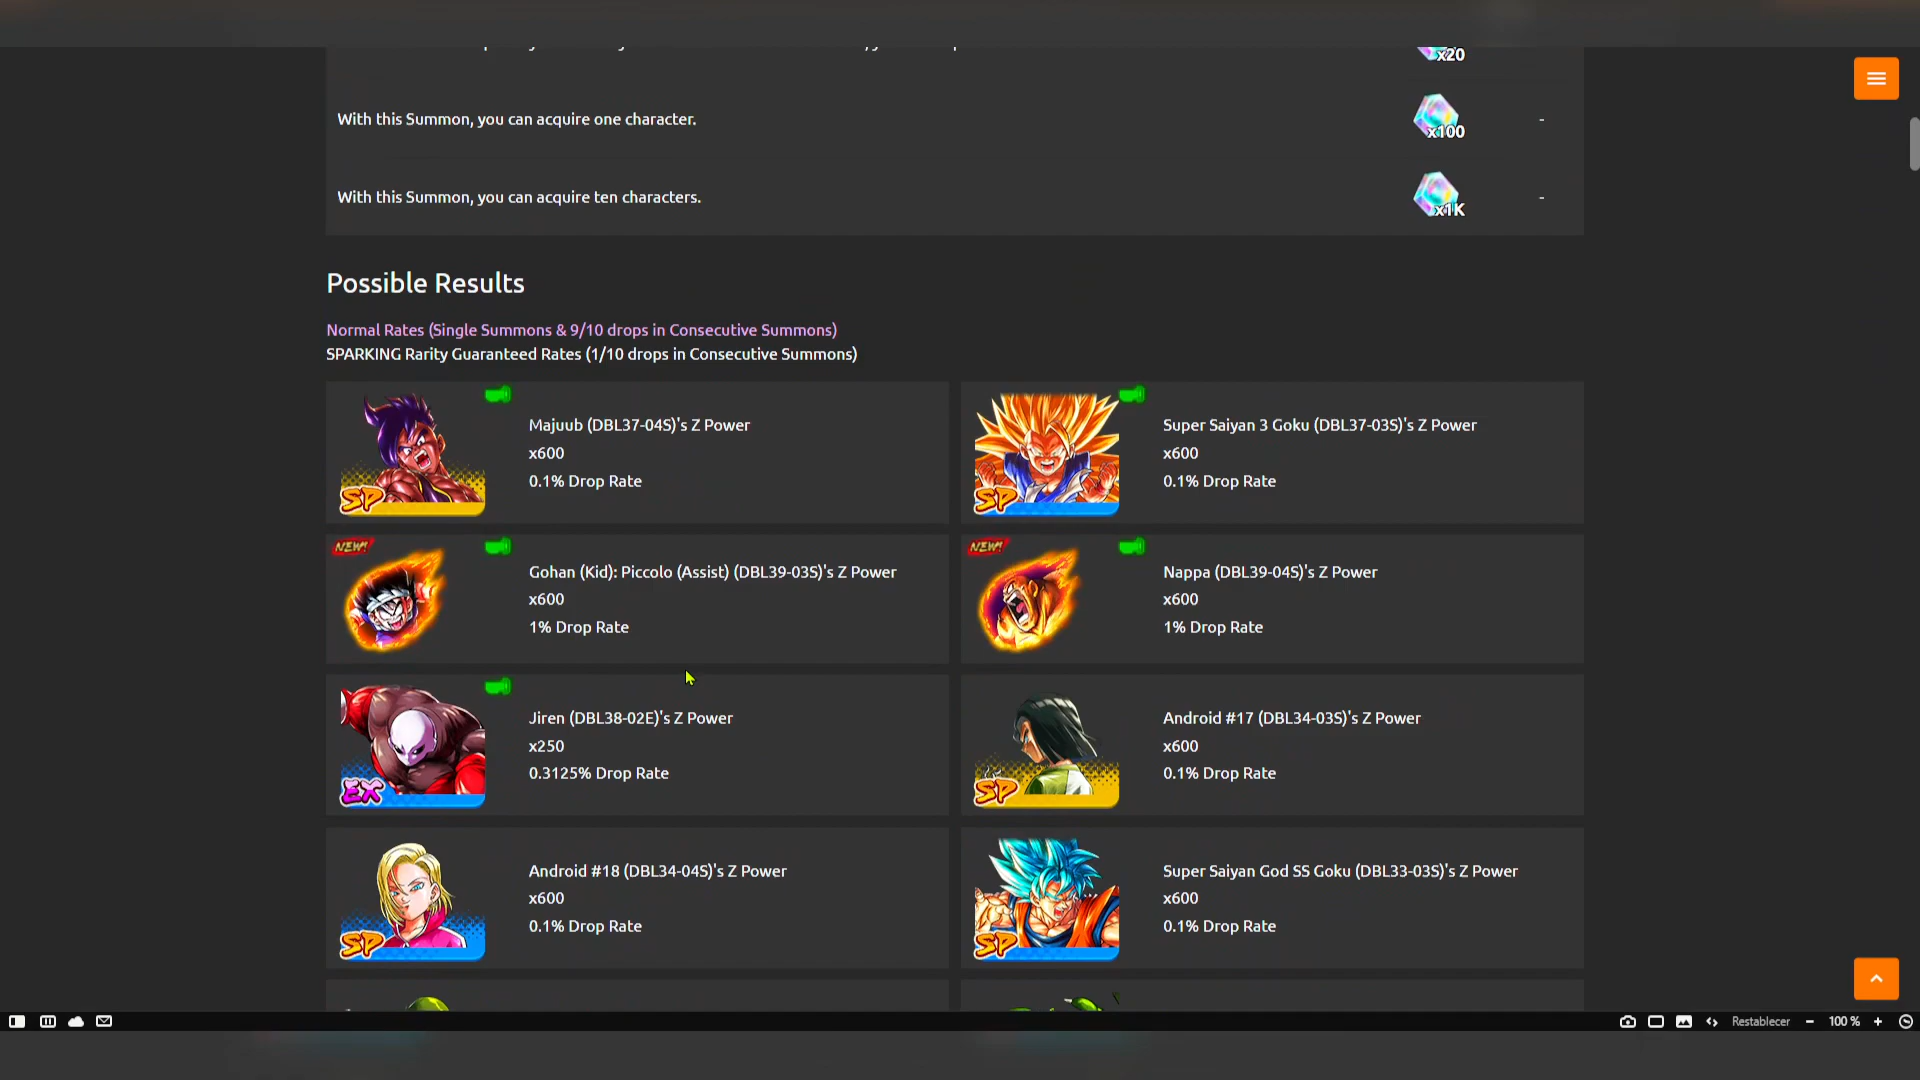 x20
With this Summon, you can acquire one character.
x100
-
With this Summon, you can acquire ten characters.
x1K
-
Possible Results
Normal Rates (Single Summons & 9/10 drops in Consecutive Summons)
SPARKING Rarity Guaranteed Rates (1/10 drops in Consecutive Summons)
SP
Majuub (DBL37-04S)'s Z Power
x600
0.1% Drop Rate
SP
Super Saiyan 3 Goku (DBL37-03S)'s Z Power
x600
0.1% Drop Rate
NEW!
Gohan (Kid): Piccolo (Assist) (DBL39-03S)'s Z Power
x600
1% Drop Rate
NEW!
Nappa (DBL39-04S)'s Z Power
x600
1% Drop Rate
EX
Jiren (DBL38-02E)'s Z Power
x250
0.3125% Drop Rate
SP
Android #17 (DBL34-03S)'s Z Power
x600
0.1% Drop Rate
SP
Android #18 (DBL34-04S)'s Z Power
x600
0.1% Drop Rate
SP
Super Saiyan God SS Goku (DBL33-03S)'s Z Power
x600
0.1% Drop Rate
Restablecer
100 %